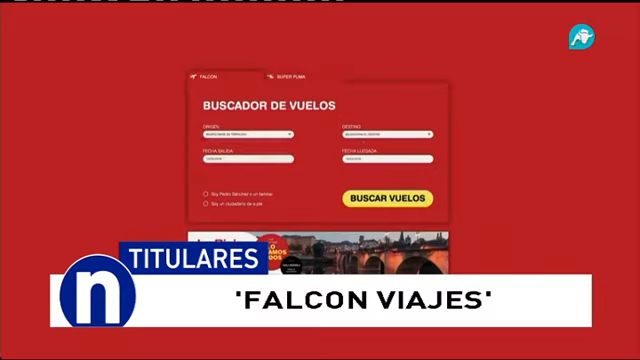 FALCON
SUPER PUMA
BUSCADOR DE VUELOS
ORIGEN
DESTINO
FECHA SALIDA
FECHA LLEGADA
Soy Pedro Sánchez o un familiar
Soy un ciudadano de a pie
BUSCAR VUELOS
TITULARES
n
'FALCON VIAJES'